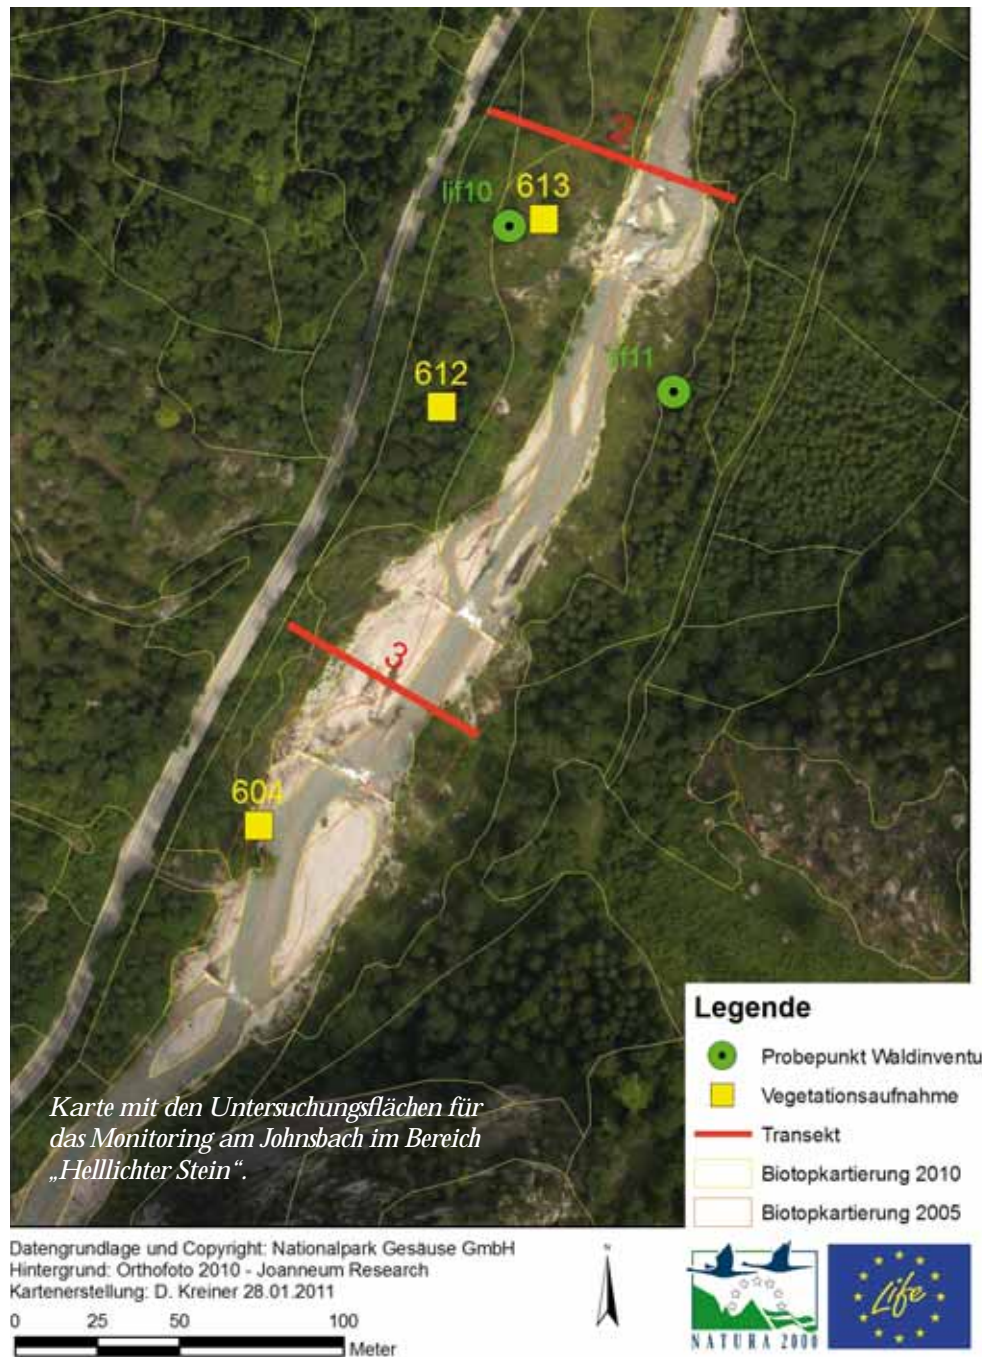 2
613
lif10
lif11
612
3
604
Legende
Probepunkt Waldinventu
Vegetationsaufnahme
Transekt
Biotopkartierung 2010
Biotopkartierung 2005
Karte mit den Untersuchungsflächen für
das Monitoring am Johnsbach im Bereich
„Helllichter Stein“.
Datengrundlage und Copyright: Nationalpark Gesäuse GmbH
Hintergrund: Orthofoto 2010 - Joanneum Research
Kartenerstellung: D. Kreiner 28.01.2011
0 25 50 100
Meter
N
NATURA 2000
Life